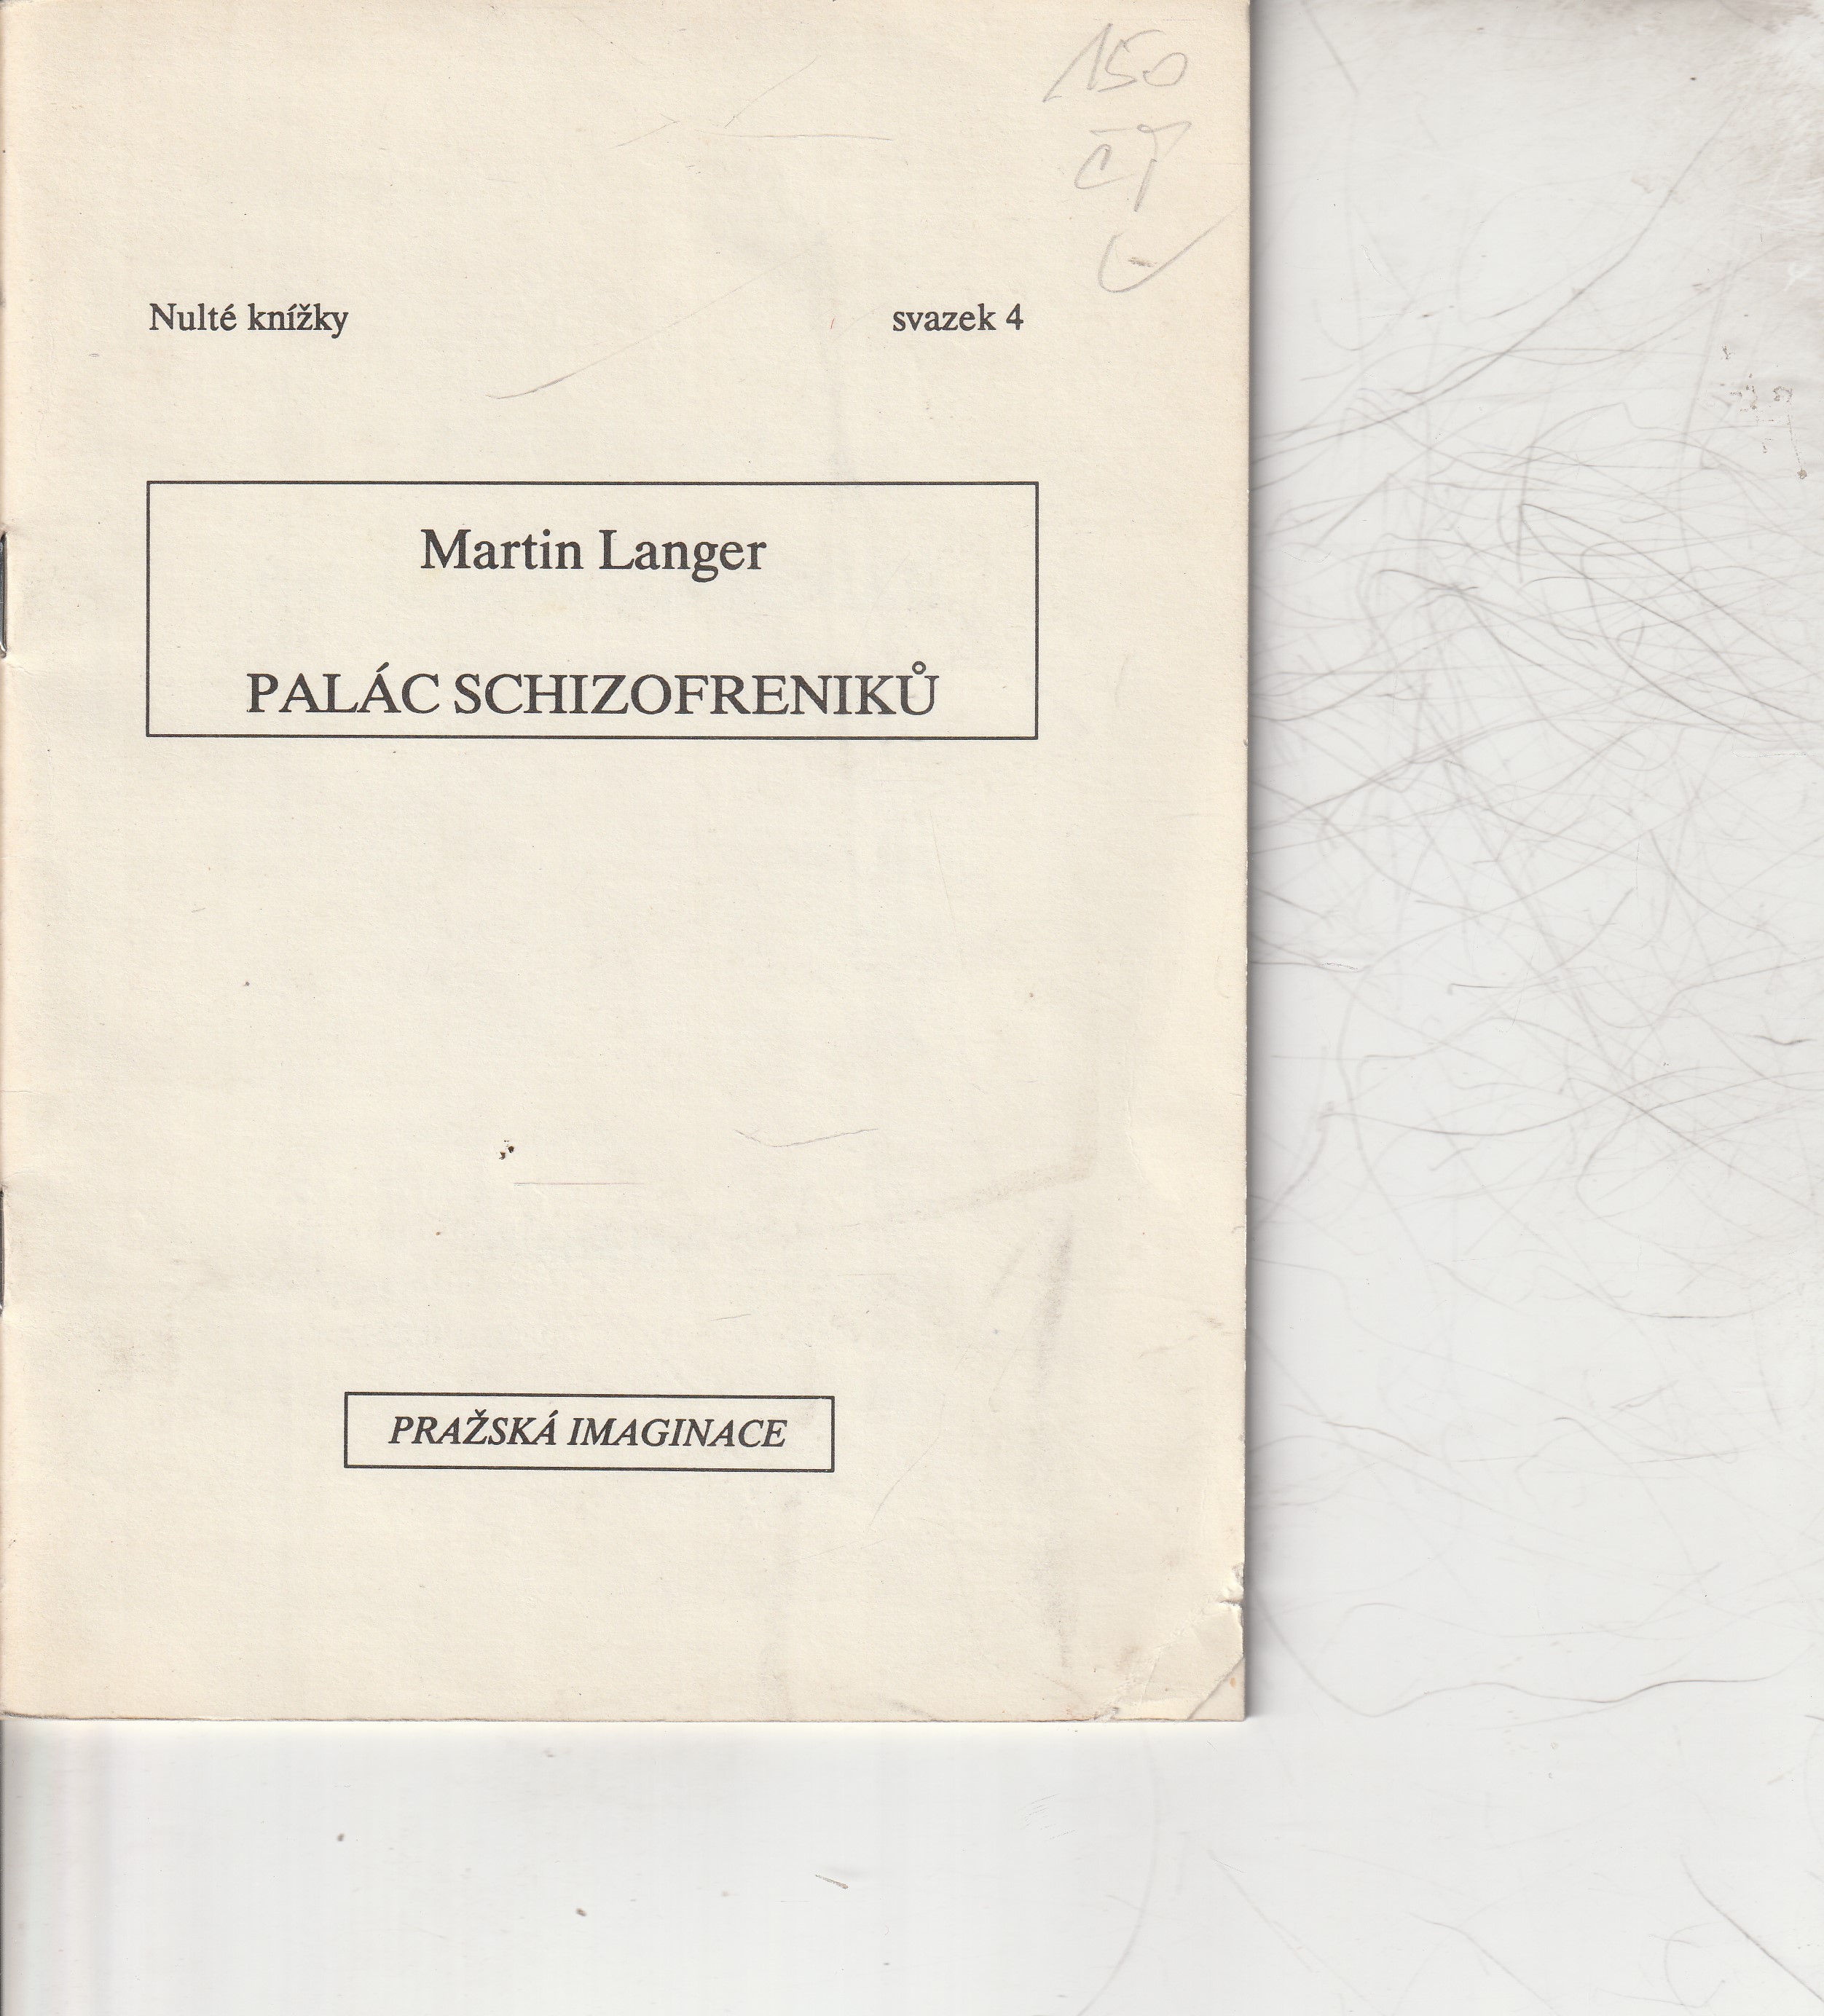 150
Nulté knížky svazek 4
Martin Langer
PALÁC SCHIZOFRENIKŮ
PRAŽSKÁ IMAGINACE